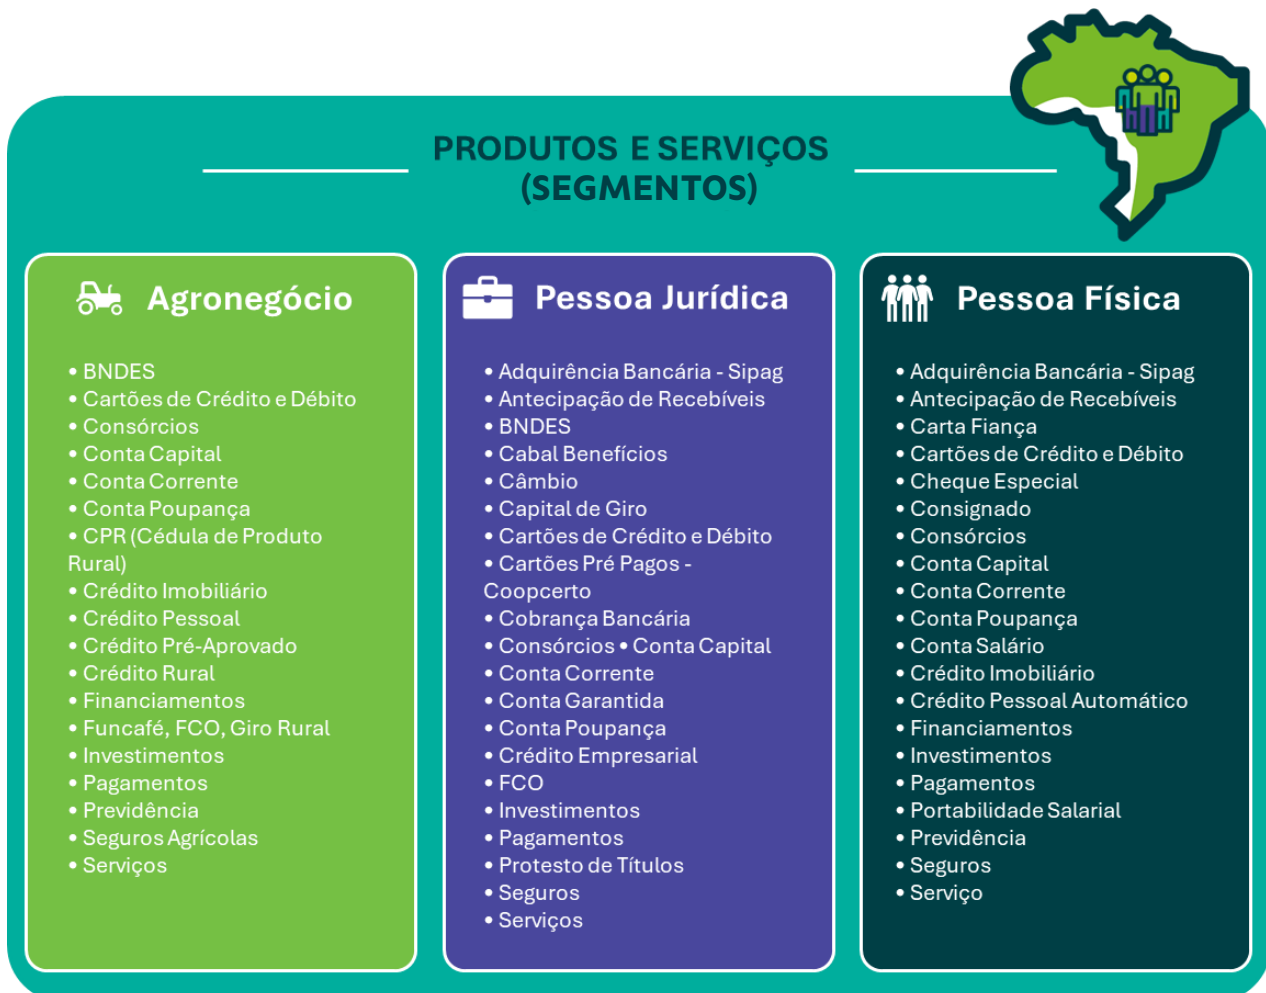 PRODUTOS E SERVIÇOS
(SEGMENTOS)
Agronegócio
• BNDES
• Cartões de Crédito e Débito
• Consórcios
• Conta Capital
• Conta Corrente
• Conta Poupança
• CPR (Cédula de Produto
Rural)
• Crédito Imobiliário
• Crédito Pessoal
• Crédito Pré-Aprovado
• Crédito Rural
• Financiamentos
• Funcafé, FCO, Giro Rural
• Investimentos
• Pagamentos
• Previdência
• Seguros Agrícolas
• Serviços
Pessoa Jurídica
• Adquirência Bancária - Sipag
• Antecipação de Recebíveis
• BNDES
• Cabal Benefícios
• Câmbio
• Capital de Giro
• Cartões de Crédito e Débito
• Cartões Pré Pagos -
Coopcerto
• Cobrança Bancária
• Consórcios • Conta Capital
• Conta Corrente
• Conta Garantida
• Conta Poupança
• Crédito Empresarial
• FCO
• Investimentos
• Pagamentos
• Protesto de Títulos
• Seguros
• Serviços
Pessoa Física
• Adquirência Bancária - Sipag
• Antecipação de Recebíveis
• Carta Fiança
• Cartões de Crédito e Débito
• Cheque Especial
• Consignado
• Consórcios
• Conta Capital
• Conta Corrente
• Conta Poupança
• Conta Salário
• Crédito Imobiliário
• Crédito Pessoal Automático
• Financiamentos
• Investimentos
• Pagamentos
• Portabilidade Salarial
• Previdência
• Seguros
• Serviço